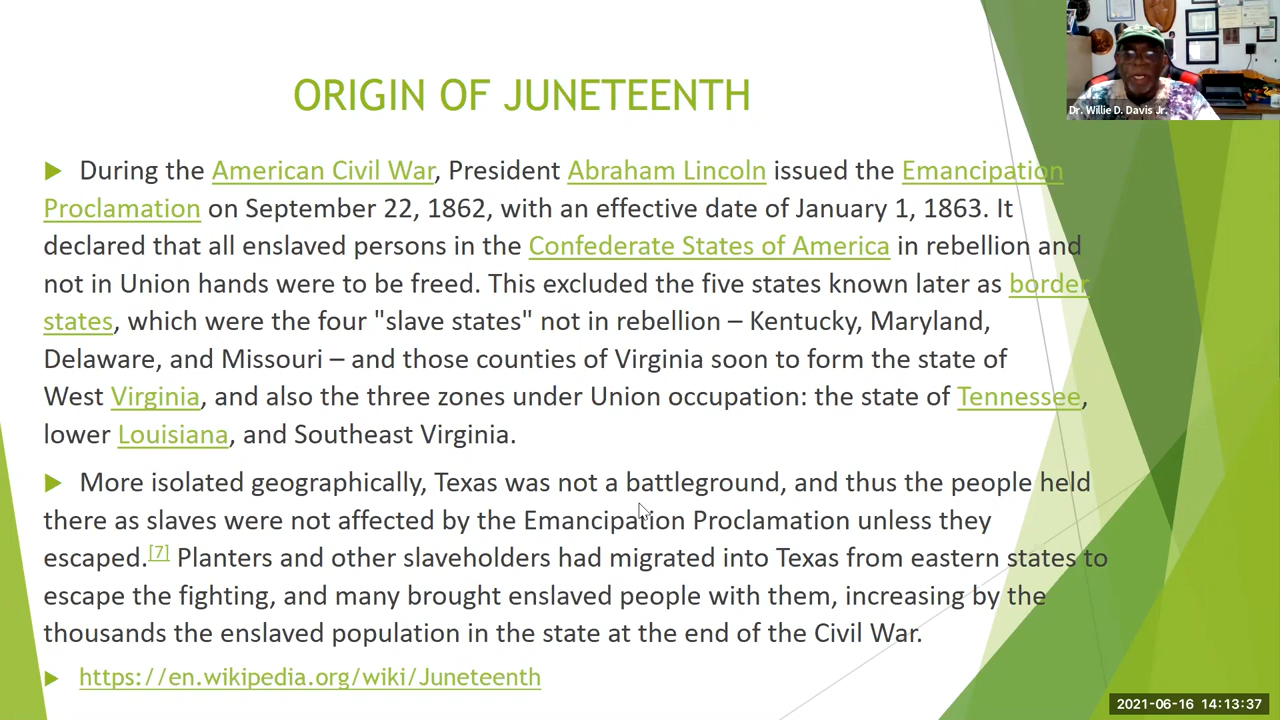 ORIGIN OF JUNETEENTH
Dr. Willie D. Davis Jr.
During the American Civil War, President Abraham Lincoln issued the Emancipation
Proclamation on September 22, 1862, with an effective date of January 1, 1863. It
declared that all enslaved persons in the Confederate States of America in rebellion and
not in Union hands were to be freed. This excluded the five states known later as border
states, which were the four "slave states" not in rebellion – Kentucky, Maryland,
Delaware, and Missouri – and those counties of Virginia soon to form the state of
West Virginia, and also the three zones under Union occupation: the state of Tennessee,
lower Louisiana, and Southeast Virginia.
More isolated geographically, Texas was not a battleground, and thus the people held
there as slaves were not affected by the Emancipation Proclamation unless they
escaped.[7] Planters and other slaveholders had migrated into Texas from eastern states to
escape the fighting, and many brought enslaved people with them, increasing by the
thousands the enslaved population in the state at the end of the Civil War.
https://en.wikipedia.org/wiki/Juneteenth
2021-06-16 14:13:37